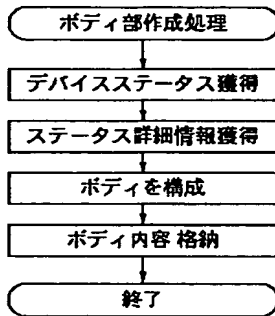 ボディ部作成処理
デバイスステータス獲得
ステータス詳細情報獲得
ボディを構成
ボディ内容 格納
終了